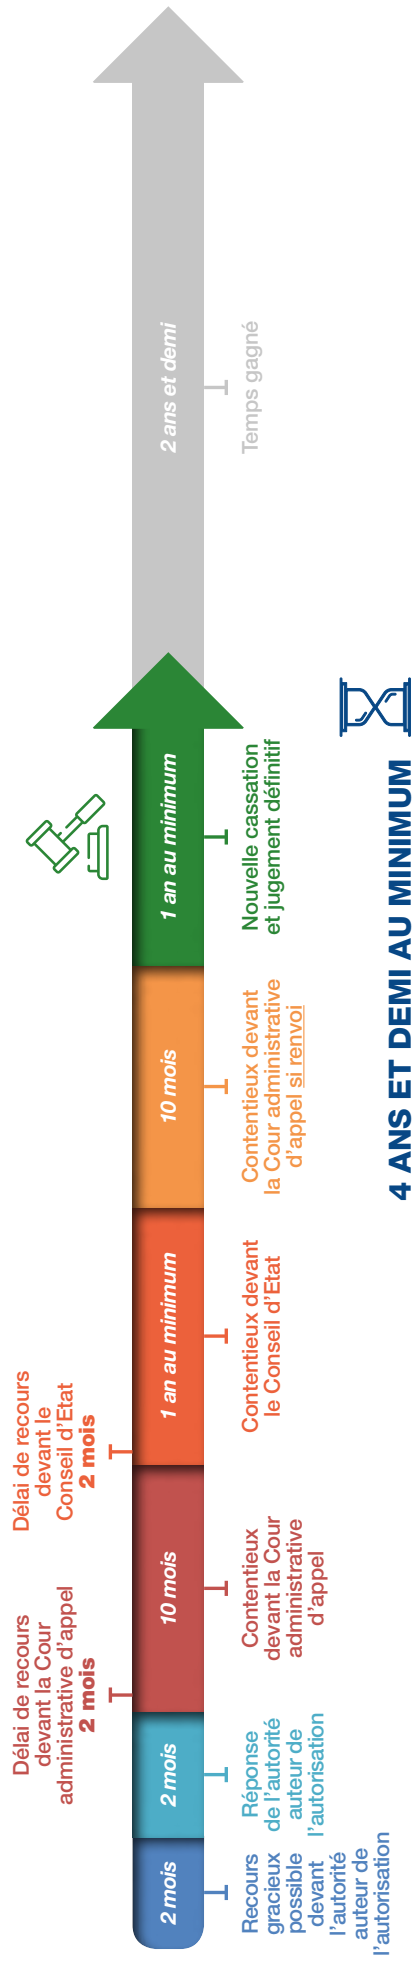 Délai de recours
devant la Cour
administrative d'appel
2 mois
Délai de recours
devant le
Conseil d'Etat
2 mois
2 mois
2 mois
10 mois
1 an au minimum
10 mois
1 an au minimum
2 ans et demi
Recours
gracieux
possible
devant
l'autorité
auteur de
l'autorisation
Réponse
de l'autorité
auteur de
l'autorisation
Contentieux
devant la Cour
administrative
d'appel
Contentieux devant
le Conseil d'Etat
Contentieux devant
la Cour administrative
d'appel si renvoi
Nouvelle cassation
et jugement définitif
Temps gagné
4 ANS ET DEMI AU MINIMUM